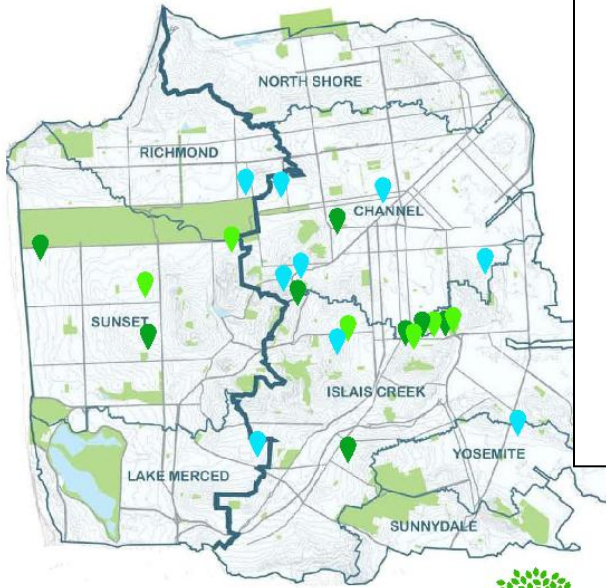 NORTH SHORE
RICHMOND
CHANNEL
SUNSET
ISLAIS CREEK
YOSEMITE
LAKE MERCED
SUNNYDALE